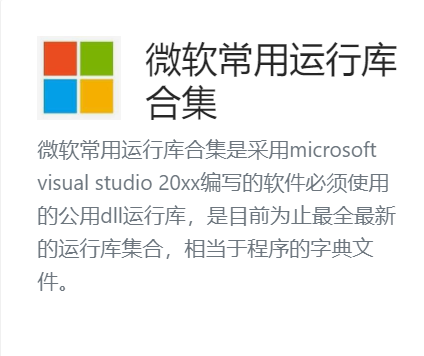 微软常用运行库
合集
微软常用运行库合集是采用microsoft
visual studio 20xx编写的软件必须使用
的公用dll运行库，是目前为止最全最新
的运行库集合，相当于程序的字典文
件。